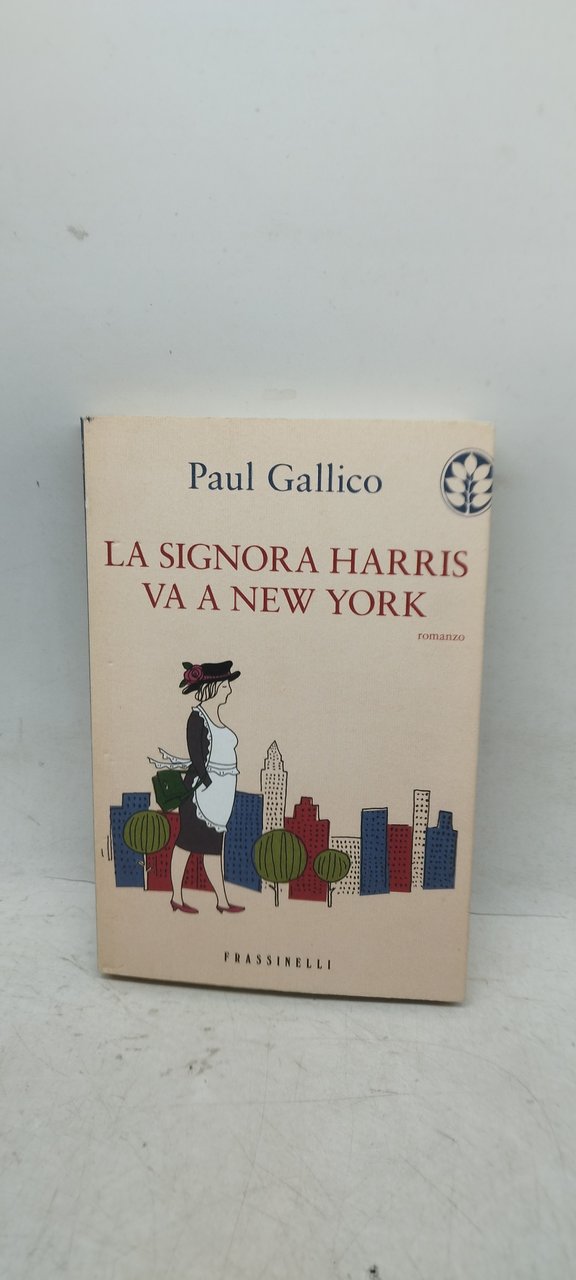 Paul Gallico
LA SIGNORA HARRIS
VA A NEW YORK
romanzo
FRASSINELLI